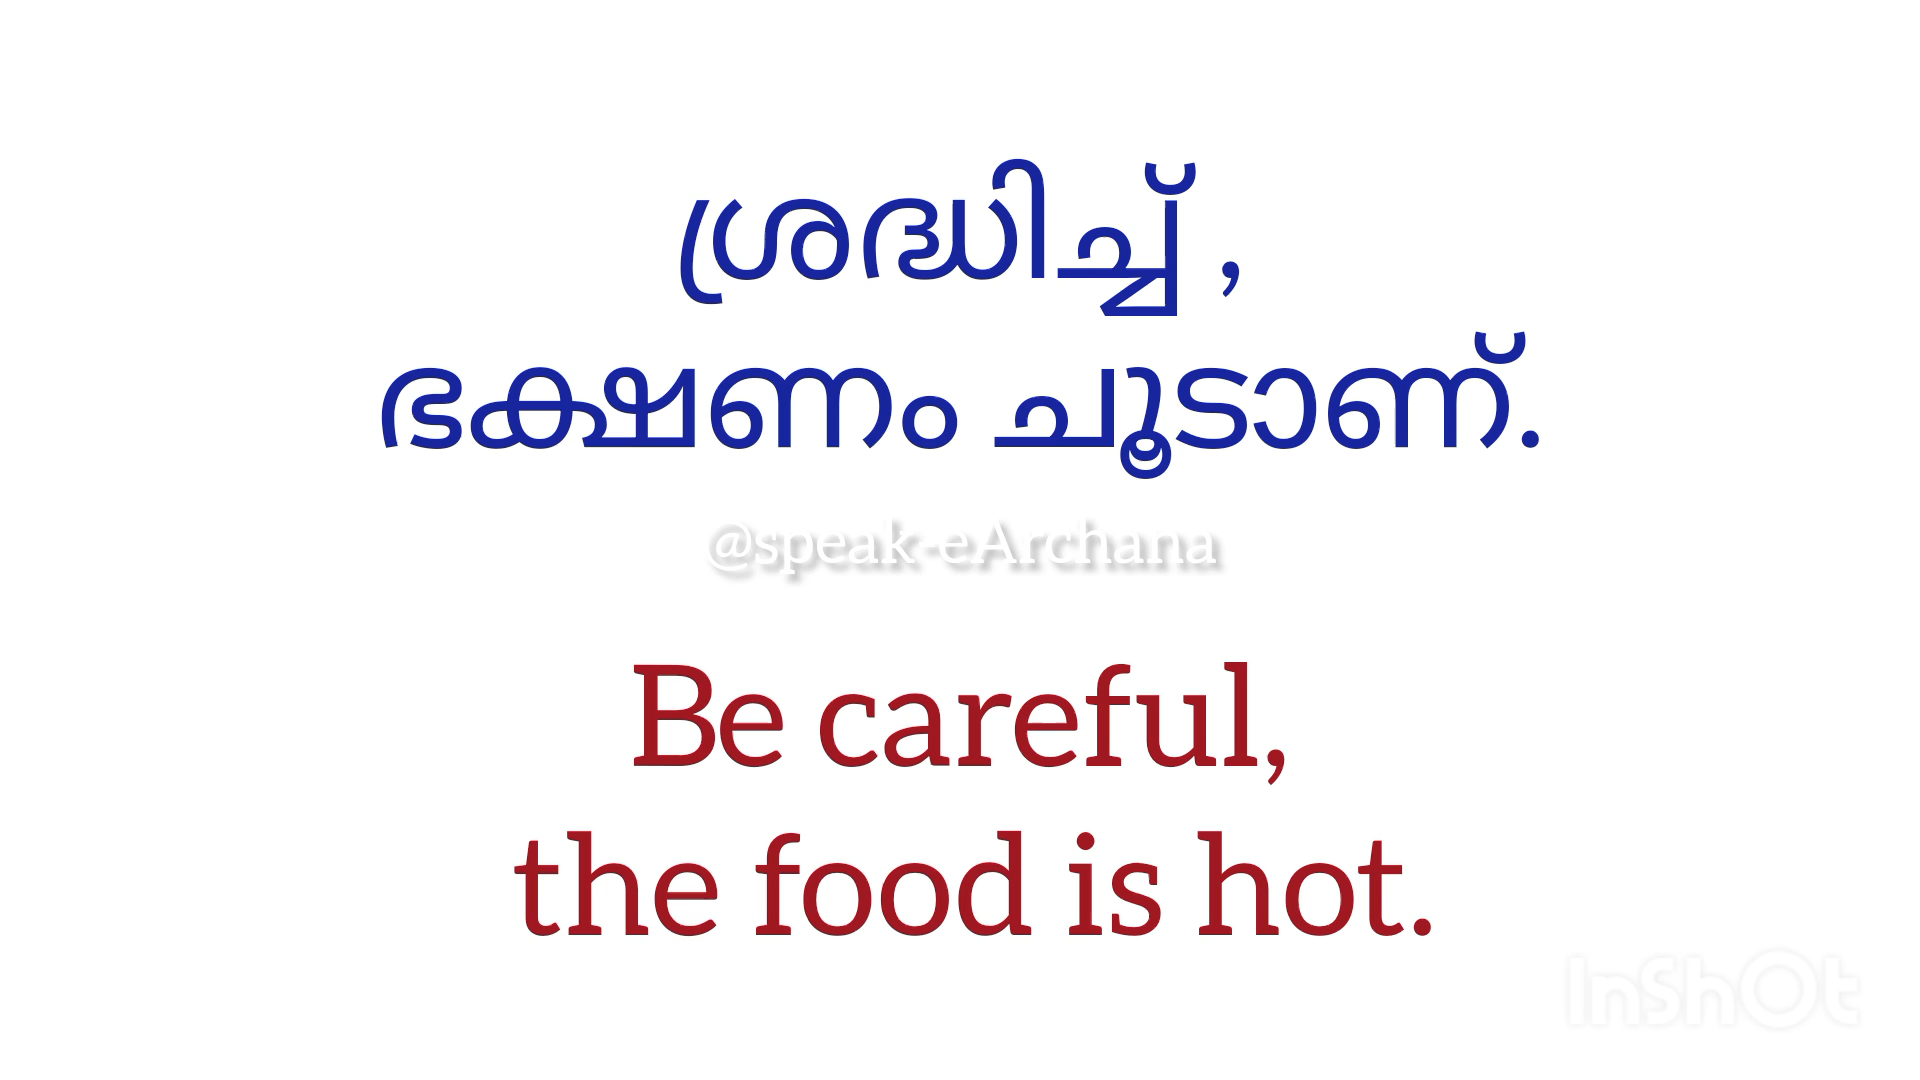 ശ്രദ്ധിച്ച് ,
ഭക്ഷണം ചൂടാണ്.
@speak-eArchana
Be careful,
the food is hot.
InShOt